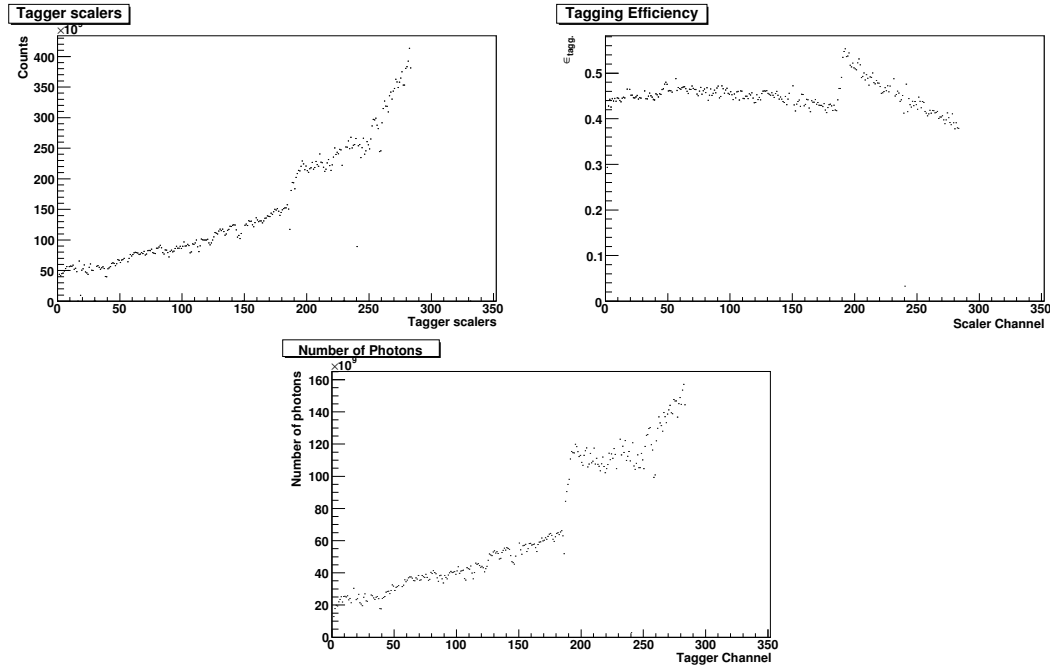 Tagger scalers
×10
Counts
400
350
300
250
200
150
100
50
0
0 50 100 150 200 250 300 350
Tagger scalers
Tagging Efficiency
∈tagg.
0.5
0.4
0.3
0.2
0.1
0
0 50 100 150 200 250 300 350
Scaler Channel
Number of Photons
×10⁹
Number of photons
160
140
120
100
80
60
40
20
0
0 50 100 150 200 250 300 350
Tagger Channel